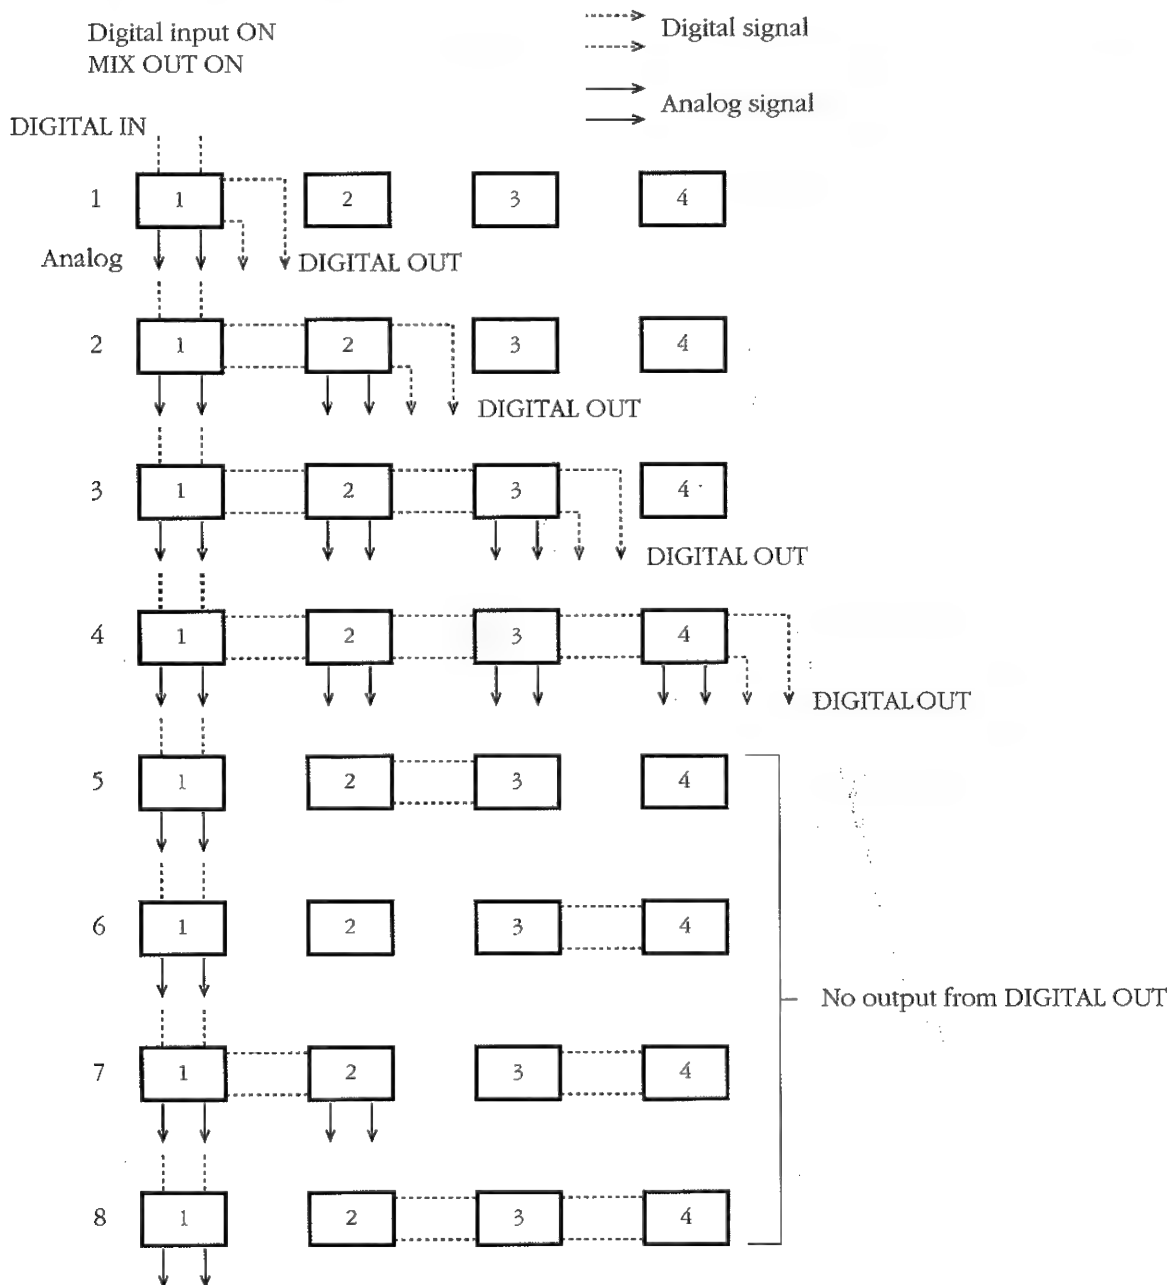 Digital input ON
MIX OUT ON
Digital signal
Analog signal
DIGITAL IN
1 1 2 3 4
Analog DIGITAL OUT
2 1 2 3 4
DIGITAL OUT
3 1 2 3 4
DIGITAL OUT
4 1 2 3 4
DIGITAL OUT
5 1 2 3 4
6 1 2 3 4
No output from DIGITAL OUT
7 1 2 3 4
8 1 2 3 4